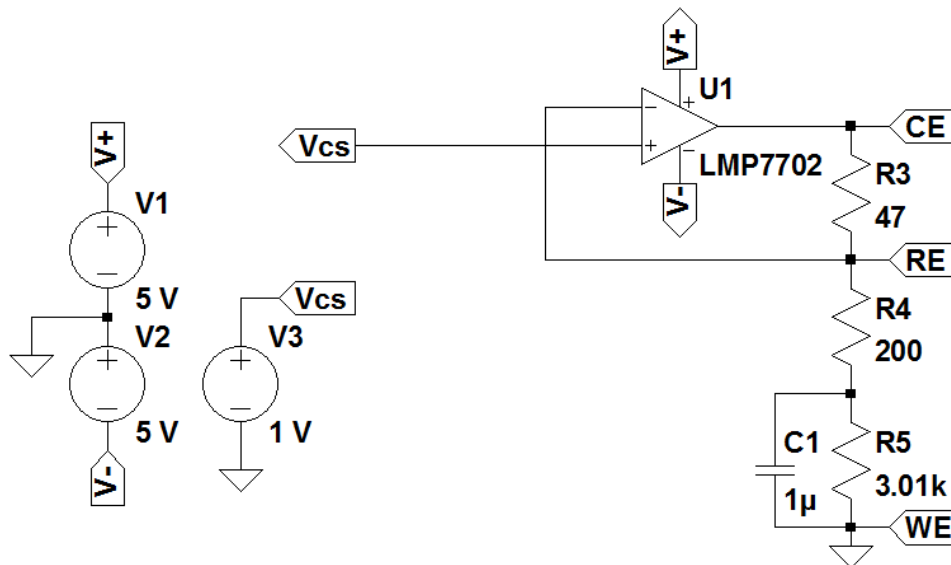 V+
U1
Vcs
CE
LMP7702
V-
R3
47
V+
V1
RE
5 V
Vcs
R4
200
V2
V3
5 V
1 V
C1
R5
1µ
3.01k
V-
WE